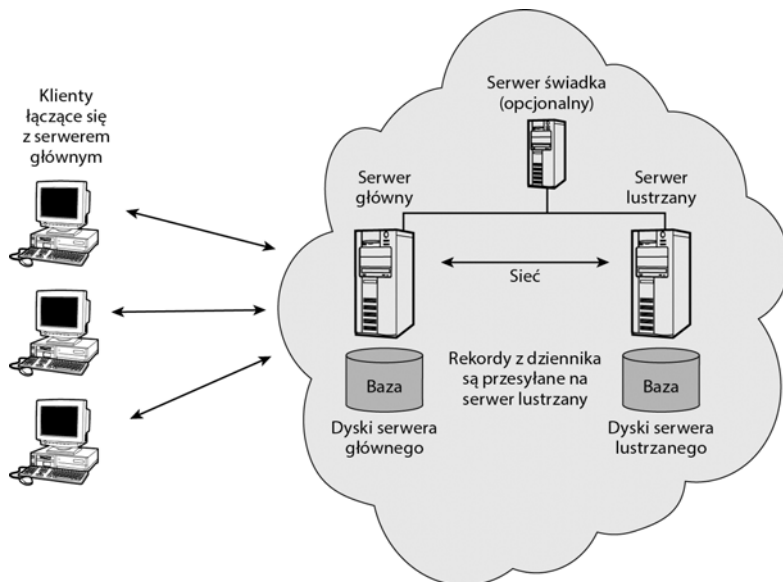 Klienty
łączące się
z serwerem
głównym
Serwer świadka
(opcjonalny)
Serwer
główny
Serwer
lustrzany
Sieć
Rekordy z dziennika
są przesyłane na
serwer lustrzany
Baza
Baza
Dyski serwera
głównego
Dyski serwera
lustrzanego